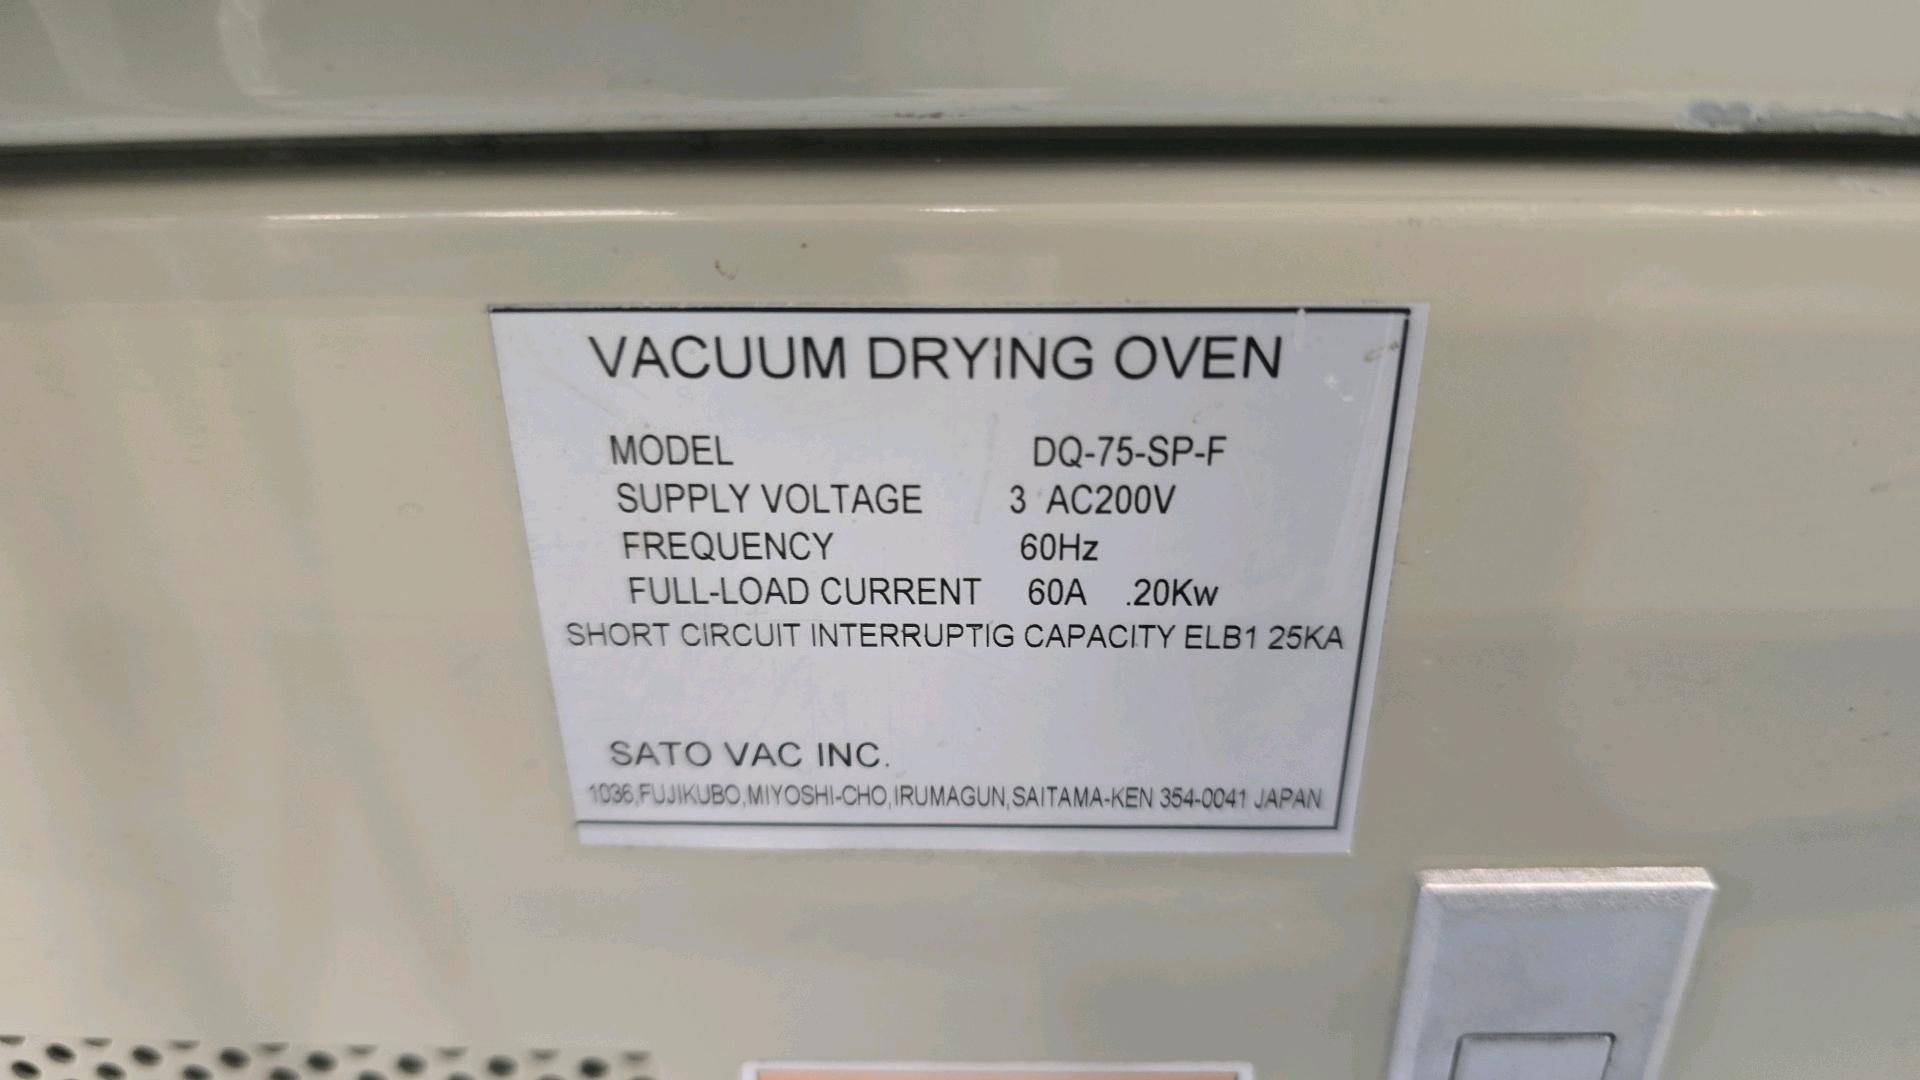 VACUUM DRYING OVEN
MODEL DQ-75-SP-F
SUPPLY VOLTAGE 3 AC200V
FREQUENCY 60Hz
FULL-LOAD CURRENT 60A .20Kw
SHORT CIRCUIT INTERRUPTIG CAPACITY ELB1 25KA
SATO VAC INC.
1036,FUJIKUBO,MIYOSHI-CHO,IRUMAGUN,SAITAMA-KEN 354-0041 JAPAN